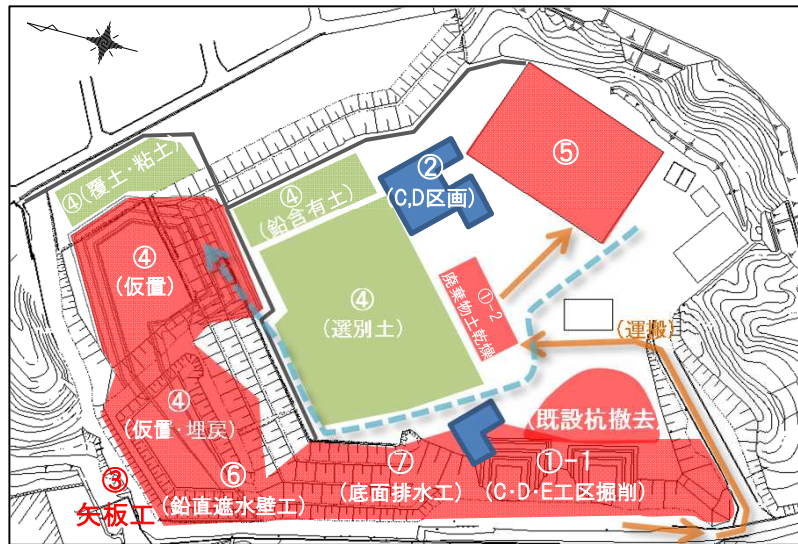 ⑤
②
(C,D区画)
④(覆土・粘土)
④
(鉛含有土)
④
(仮置)
④
(選別土)
①-2
廃棄物土乾燥
(運搬)
④
(仮置・埋戻)
(既設杭撤去)
③
矢板工
⑥
(鉛直遮水壁工)
⑦
(底面排水工)
①-1
(C・D・E工区掘削)